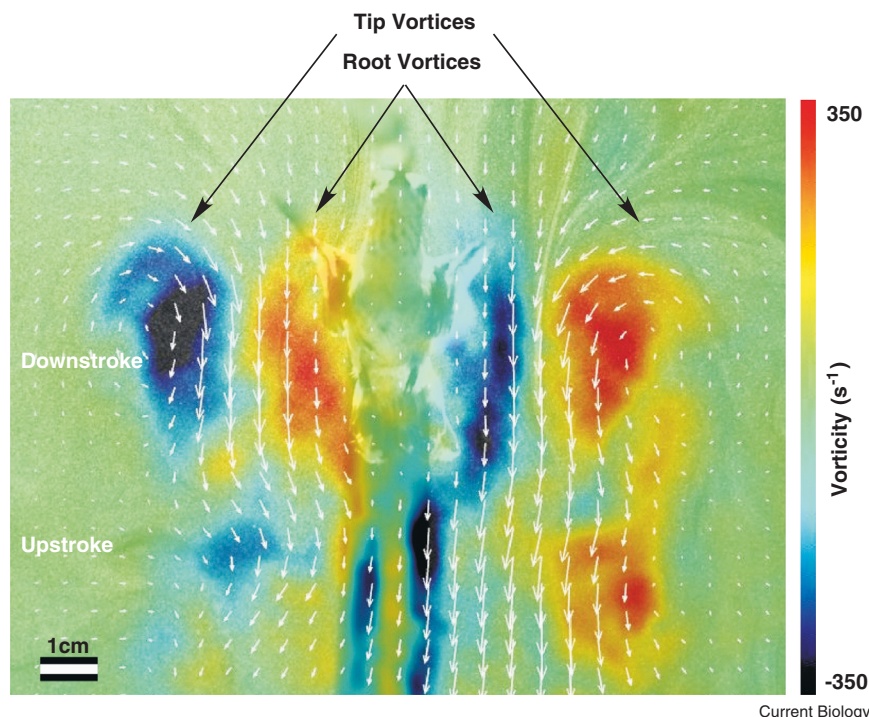 Tip Vortices
Root Vortices
350
Downstroke
Vorticity (s⁻¹)
Upstroke
1cm
-350
Current Biology